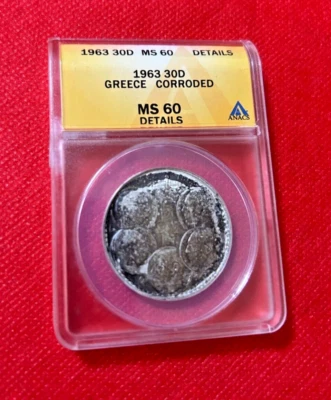 1963 30D MS 60 DETAILS
1963 30D
GREECE CORRODED
MS 60
DETAILS
ANACS